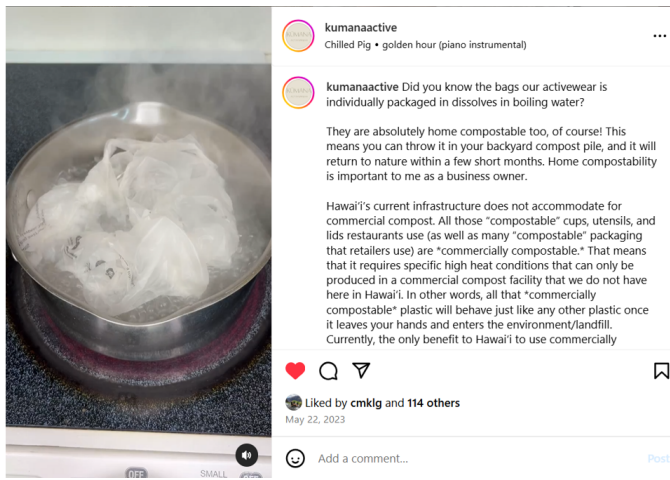 kumanaactive
Chilled Pig • golden hour (piano instrumental)
kumanaactive Did you know the bags our activewear is
individually packaged in dissolves in boiling water?
They are absolutely home compostable too, of course! This
means you can throw it in your backyard compost pile, and it will
return to nature within a few short months. Home compostability
is important to me as a business owner.
Hawai‘i’s current infrastructure does not accommodate for
commercial compost. All those “compostable” cups, utensils, and
lids restaurants use (as well as many “compostable” packaging
that retailers use) are *commercially compostable.* That means
that it requires specific high heat conditions that can only be
produced in a commercial compost facility that we do not have
here in Hawai‘i. In other words, all that *commercially
compostable* plastic will behave just like any other plastic once
it leaves your hands and enters the environment/landfill.
Currently, the only benefit to Hawai‘i to use commercially
Liked by cmklg and 114 others
May 22, 2023
Add a comment...
Post
OFF
SMALL
OFF